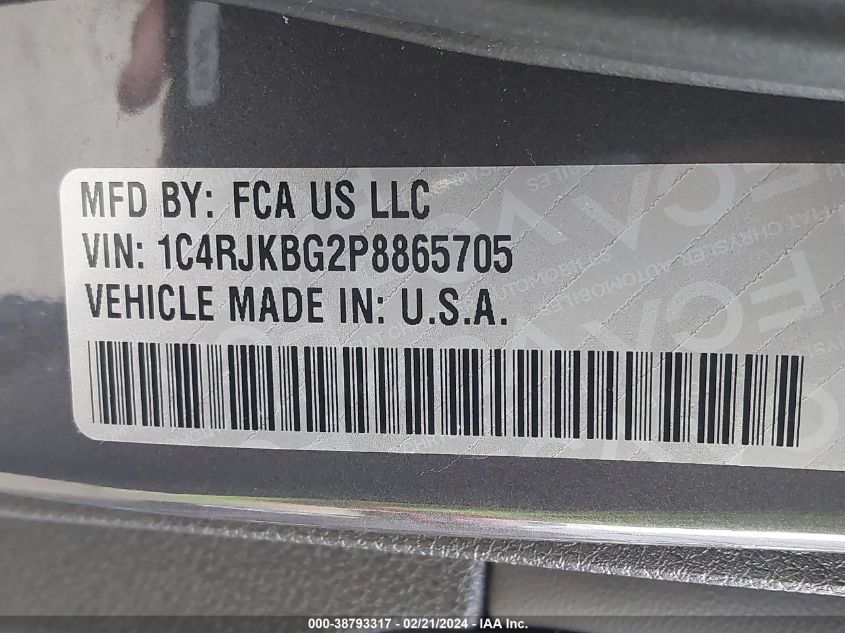 MFD BY: FCA US LLC
VIN: 1C4RJKBG2P8865705
VEHICLE MADE IN: U.S.A.
000-38793317 - 02/21/2024 - IAA Inc.